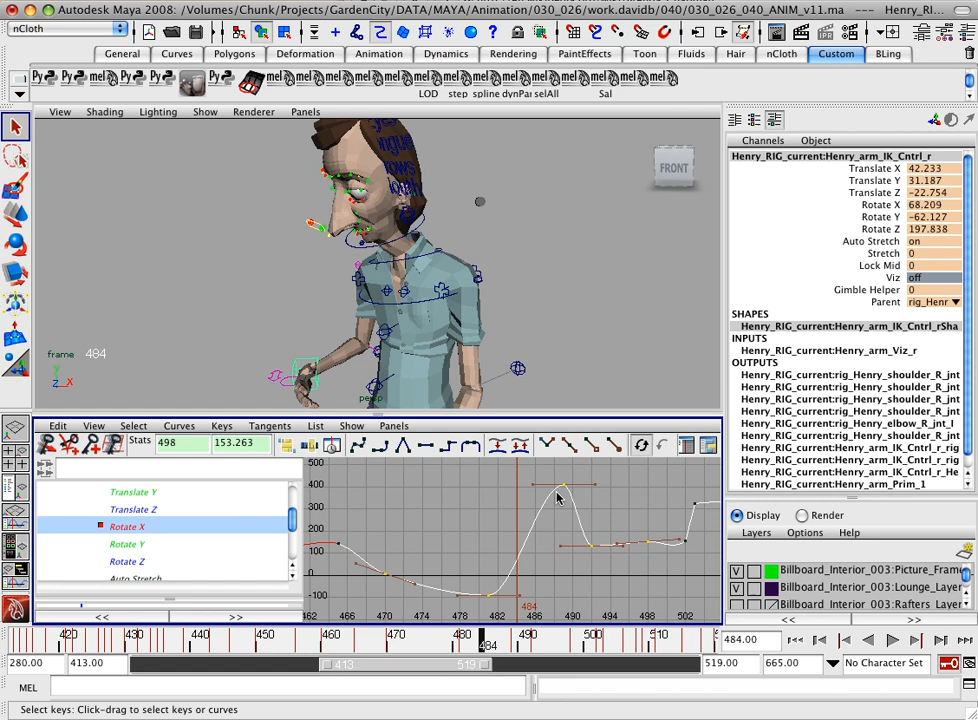 Autodesk Maya 2008: /Volumes/Chunk/Projects/GardenCity/DATA/MAYA/Animation/030_026/work.davidb/040/030_026_040_ANIM_v11.ma --- Henry_RI...
nCloth
General Curves Polygons Deformation Animation Dynamics Rendering PaintEffects Toon Fluids Hair nCloth Custom BLing
LOD step spline dynPar selAll Sal
View Shading Lighting Show Renderer Panels
FRONT
frame 484
persp
Channels Object
Henry_RIG_current:Henry_arm_IK_Cntrl_r
Translate X 42.233
Translate Y 31.187
Translate Z -22.754
Rotate X 68.209
Rotate Y -62.127
Rotate Z 197.838
Auto Stretch on
Stretch 0
Lock Mid 0
Viz off
Gimble Helper 0
Parent rig_Henr
SHAPES
Henry_RIG_current:Henry_arm_IK_Cntrl_rSha
INPUTS
Henry_RIG_current:Henry_arm_Viz_r
OUTPUTS
Henry_RIG_current:rig_Henry_shoulder_R_jnt
Henry_RIG_current:rig_Henry_shoulder_R_jnt
Henry_RIG_current:rig_Henry_shoulder_R_jnt
Henry_RIG_current:rig_Henry_shoulder_R_jnt
Henry_RIG_current:rig_Henry_elbow_R_jnt_I
Henry_RIG_current:rig_Henry_shoulder_R_jnt
Henry_RIG_current:Henry_arm_IK_Cntrl_r_rig
Henry_RIG_current:Henry_arm_IK_Cntrl_r_rig
Henry_RIG_current:Henry_arm_IK_Cntrl_r_He
Henry_RIG_current:Henry_arm_Prim_1
Edit View Select Curves Keys Tangents List Show Panels
Stats 498 153.263
Translate Y
Translate Z
Rotate X
Rotate Y
Rotate Z
Auto Stretch
500
400
300
200
100
0
-100
462 466 468 470 472 474 476 478 480 482 484 486 488 490 492 494 496 498 502
Display Render
Layers Options Help
Billboard_Interior_003:Picture_Frame
Billboard_Interior_003:Lounge_Layer
Billboard_Interior_003:Rafters_Layer
<< >>
<< >>
420 430 440 450 460 470 480 484 490 500 510
484.00
280.00 413.00 413 519 519.00 665.00 No Character Set
MEL
Select keys: Click-drag to select keys or curves